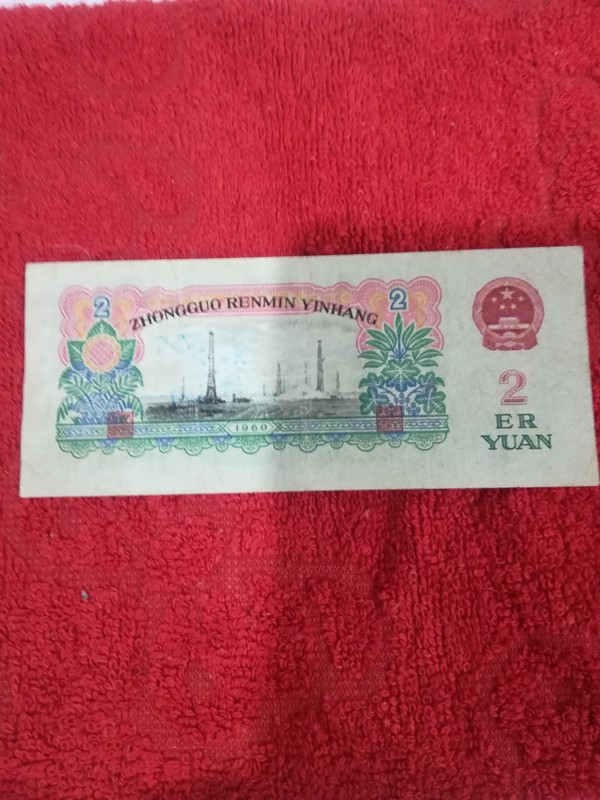 2
2
ZHONGGUO RENMIN YINHANG
1960
2
ER
YUAN